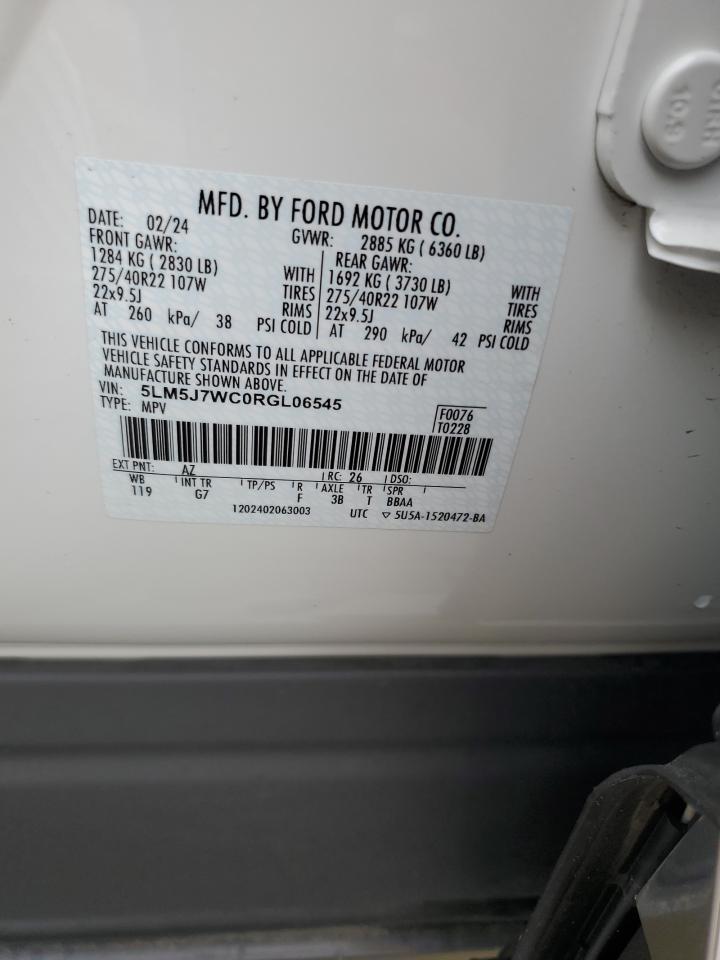 MFD. BY FORD MOTOR CO.
DATE: 02/24 GVWR: 2885 KG ( 6360 LB)
FRONT GAWR: REAR GAWR:
1284 KG ( 2830 LB) WITH 1692 KG ( 3730 LB) WITH
275/40R22 107W TIRES 275/40R22 107W TIRES
22x9.5J RIMS 22x9.5J RIMS
AT 260 kPa/ 38 PSI COLD AT 290 kPa/ 42 PSI COLD
THIS VEHICLE CONFORMS TO ALL APPLICABLE FEDERAL MOTOR
VEHICLE SAFETY STANDARDS IN EFFECT ON THE DATE OF
MANUFACTURE SHOWN ABOVE.
VIN: 5LM5J7WC0RGL06545 F0076
TYPE: MPV T0228
EXT PNT: AZ RC: 26 DSO:
WB INT TR TP/PS R AXLE TR SPR
119 G7 F 3B T BBAA
1202402063003 UTC ▽ 5U5A-1520472-BA
10.9